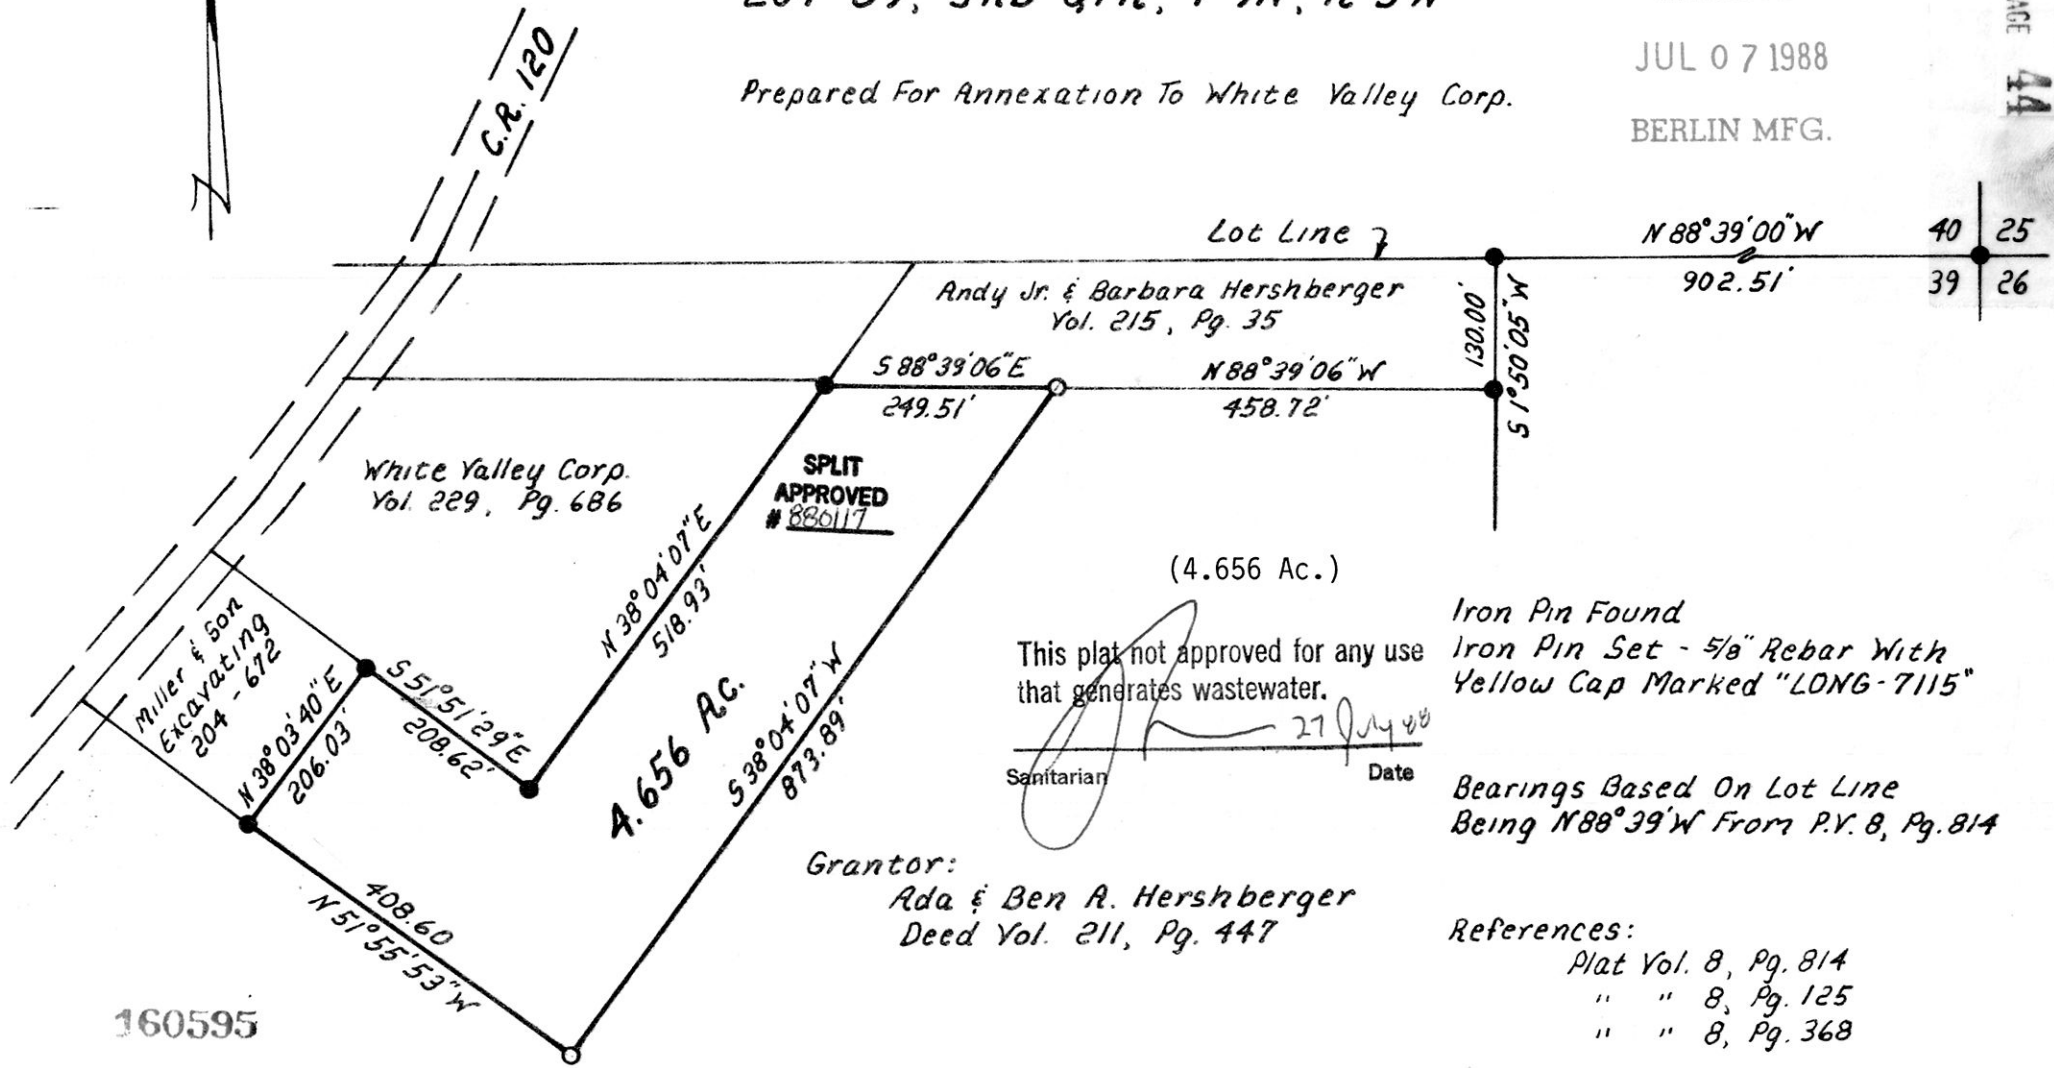 JUL 07 1988
BERLIN MFG.
AGE 44
Prepared For Annexation To White Valley Corp.
C.R. 120
Lot Line
N 88°39'00"W
902.51'
40 25
39 26
Andy Jr. & Barbara Hershberger
Vol. 215, Pg. 35
130.00'
S 1°50'05"W
S 88°39'06"E
249.51'
N88°39'06"W
458.72'
White Valley Corp.
Vol. 229, Pg. 686
SPLIT
APPROVED
# 880117
N 38°04'07"E
518.93'
Miller & Son
Excavating
204-672
N 38°03'40"E
206.03'
S 51°51'29"E
208.62'
4.656 Ac.
S 38°04'07"W
873.89'
408.60
N 51°55'53"W
(4.656 Ac.)
This plat not approved for any use
that generates wastewater.
27 July 88
Sanitarian Date
Iron Pin Found
Iron Pin Set - 5/8" Rebar With
Yellow Cap Marked "LONG-7115"
Bearings Based On Lot Line
Being N88°39'W From P.V. 8, Pg. 814
Grantor:
Ada & Ben A. Hershberger
Deed Vol. 211, Pg. 447
References:
Plat Vol. 8, Pg. 814
" " 8, Pg. 125
" " 8, Pg. 368
160595